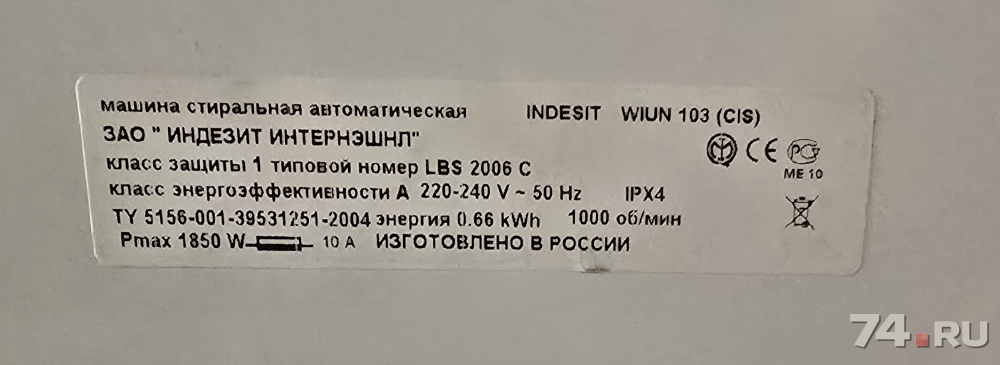 машина стиральная автоматическая INDESIT WIUN 103 (CIS)
ЗАО " ИНДЕЗИТ ИНТЕРНЭШНЛ"
класс защиты 1 типовой номер LBS 2006 C
ME 10
класс энергоэффективности A 220-240 V ~ 50 Hz IPX4
ТУ 5156-001-39531251-2004 энергия 0.66 kWh 1000 об/мин
Pmax 1850 W 10 A ИЗГОТОВЛЕНО В РОССИИ
74.RU